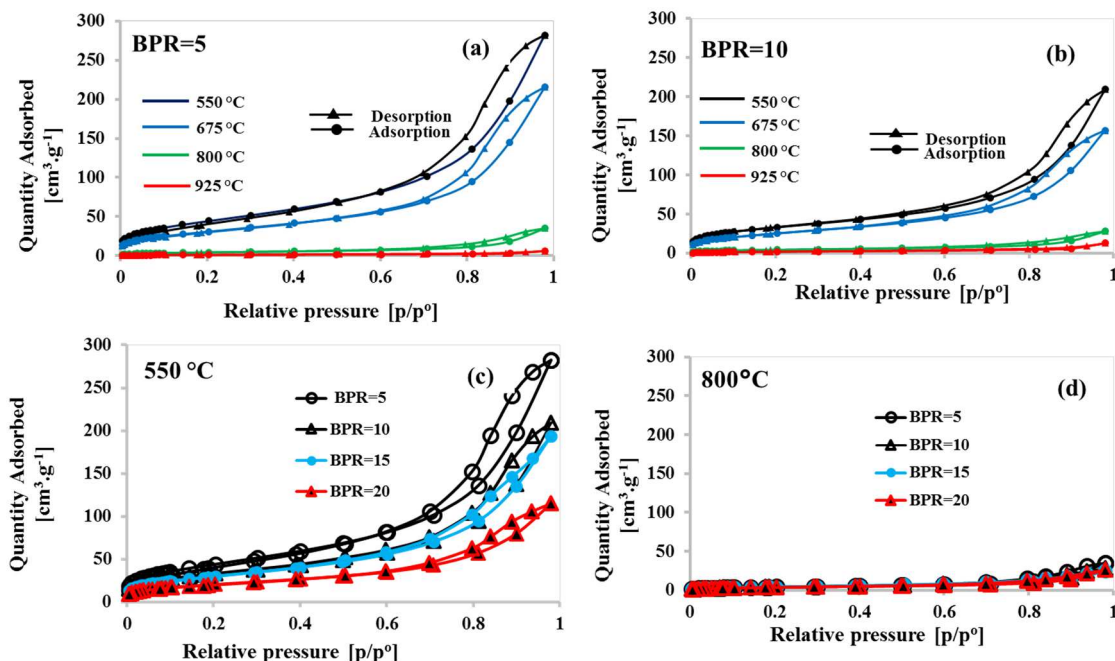 BPR=5
(a)
300
250
200
150
100
50
0
550 °C
675 °C
800 °C
925 °C
Desorption
Adsorption
Quantity Adsorbed
[cm³.g⁻¹]
0 0.2 0.4 0.6 0.8 1
Relative pressure [p/pº]
BPR=10
(b)
300
250
200
150
100
50
0
550 °C
675 °C
800 °C
925 °C
Desorption
Adsorption
Quantity Adsorbed
[cm³.g⁻¹]
0 0.2 0.4 0.6 0.8 1
Relative pressure [p/pº]
550 °C
(c)
300
250
200
150
100
50
0
BPR=5
BPR=10
BPR=15
BPR=20
Quantity Adsorbed
[cm³.g⁻¹]
0 0.2 0.4 0.6 0.8 1
Relative pressure [p/pº]
800°C
(d)
300
250
200
150
100
50
0
BPR=5
BPR=10
BPR=15
BPR=20
Quantity Adsorbed
[cm³.g⁻¹]
0 0.2 0.4 0.6 0.8 1
Relative pressure [p/pº]